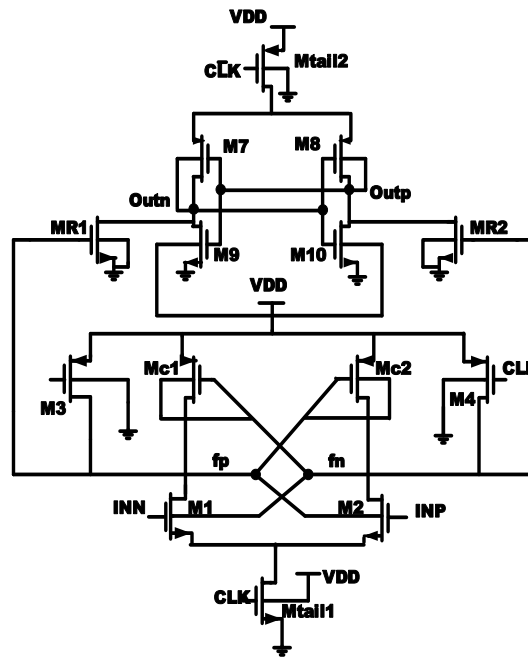 VDD
Mtail2
C̅L̅K̅
M7
M8
Outn
Outp
MR1
MR2
M9
M10
VDD
Mc1
Mc2
CL
M3
M4
fp
fn
INN
M1
M2
INP
VDD
CLK
Mtail1